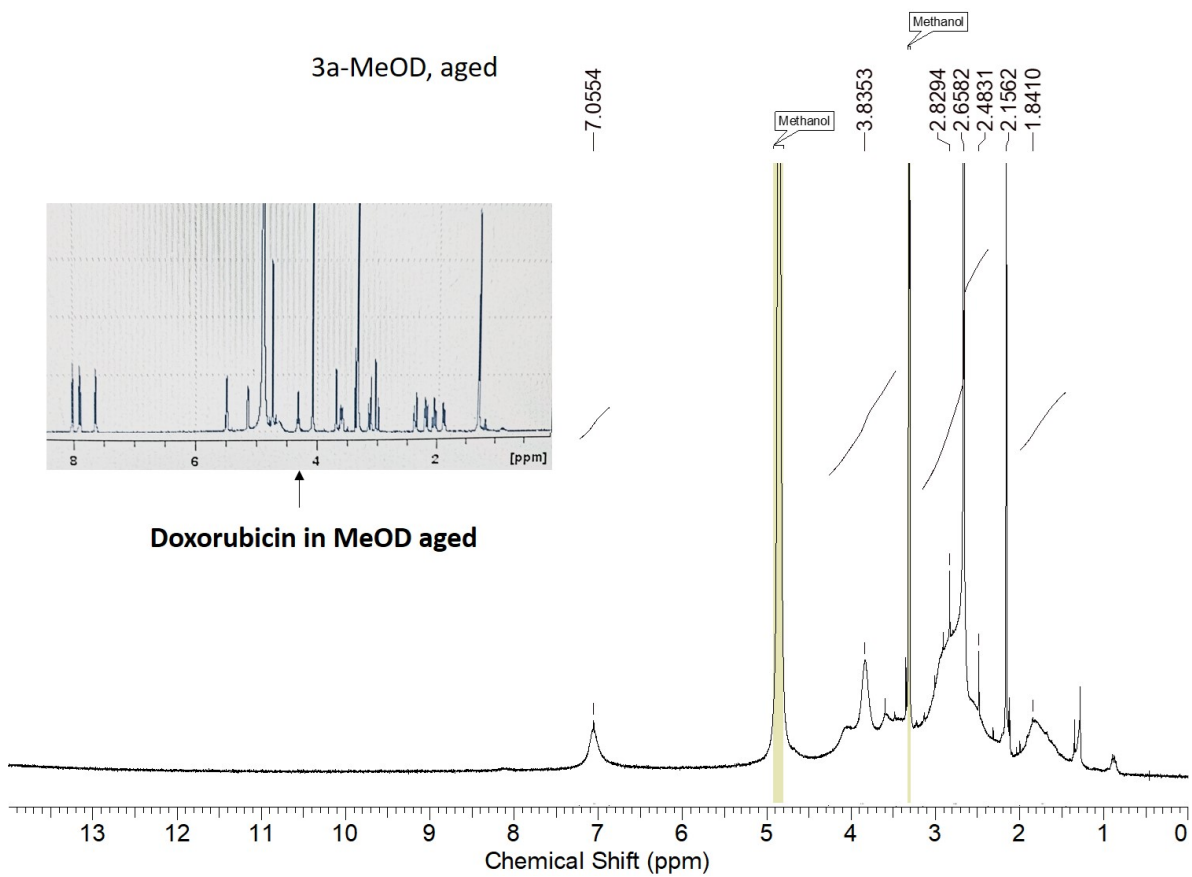 Methanol
3a-MeOD, aged
Methanol
7.0554
3.8353
2.8294
2.6582
2.4831
2.1562
1.8410
8 6 4 2 [ppm]
Doxorubicin in MeOD aged
13 12 11 10 9 8 7 6 5 4 3 2 1 0
Chemical Shift (ppm)